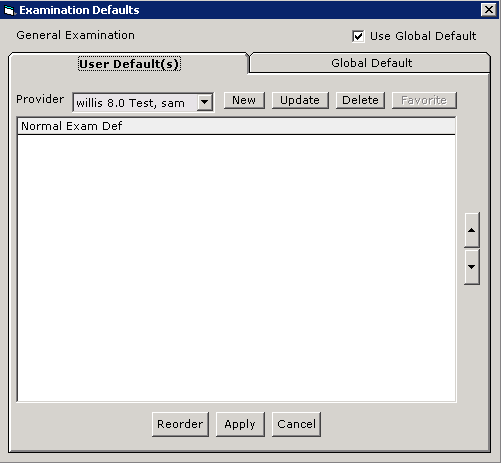 Examination Defaults
General Examination
Use Global Default
User Default(s)
Global Default
Provider willis 8.0 Test, sam New Update Delete Favorite
Normal Exam Def
Reorder Apply Cancel